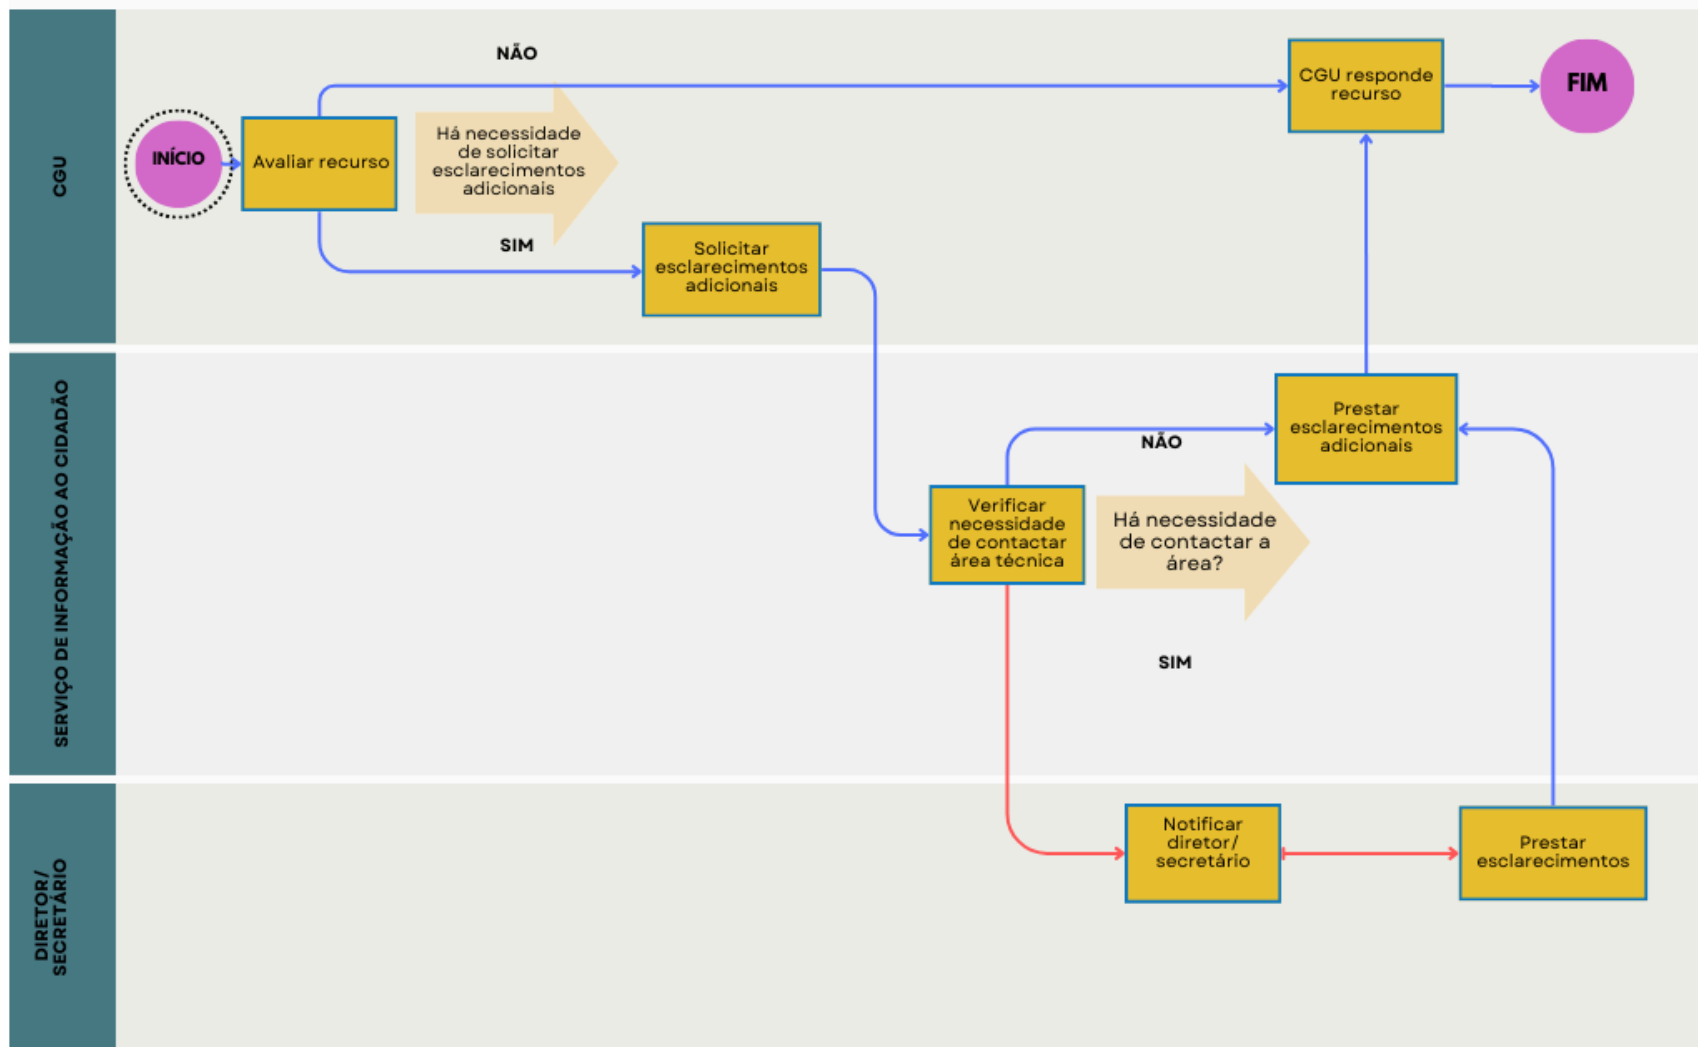 CGU
INÍCIO
Avaliar recurso
NÃO
Há necessidade
de solicitar
esclarecimentos
adicionais
SIM
Solicitar
esclarecimentos
adicionais
CGU responde
recurso
FIM
SERVIÇO DE INFORMAÇÃO AO CIDADÃO
Verificar
necessidade
de contactar
área técnica
NÃO
Há necessidade
de contactar a
área?
SIM
Prestar
esclarecimentos
adicionais
DIRETOR/
SECRETÁRIO
Notificar
diretor/
secretário
Prestar
esclarecimentos